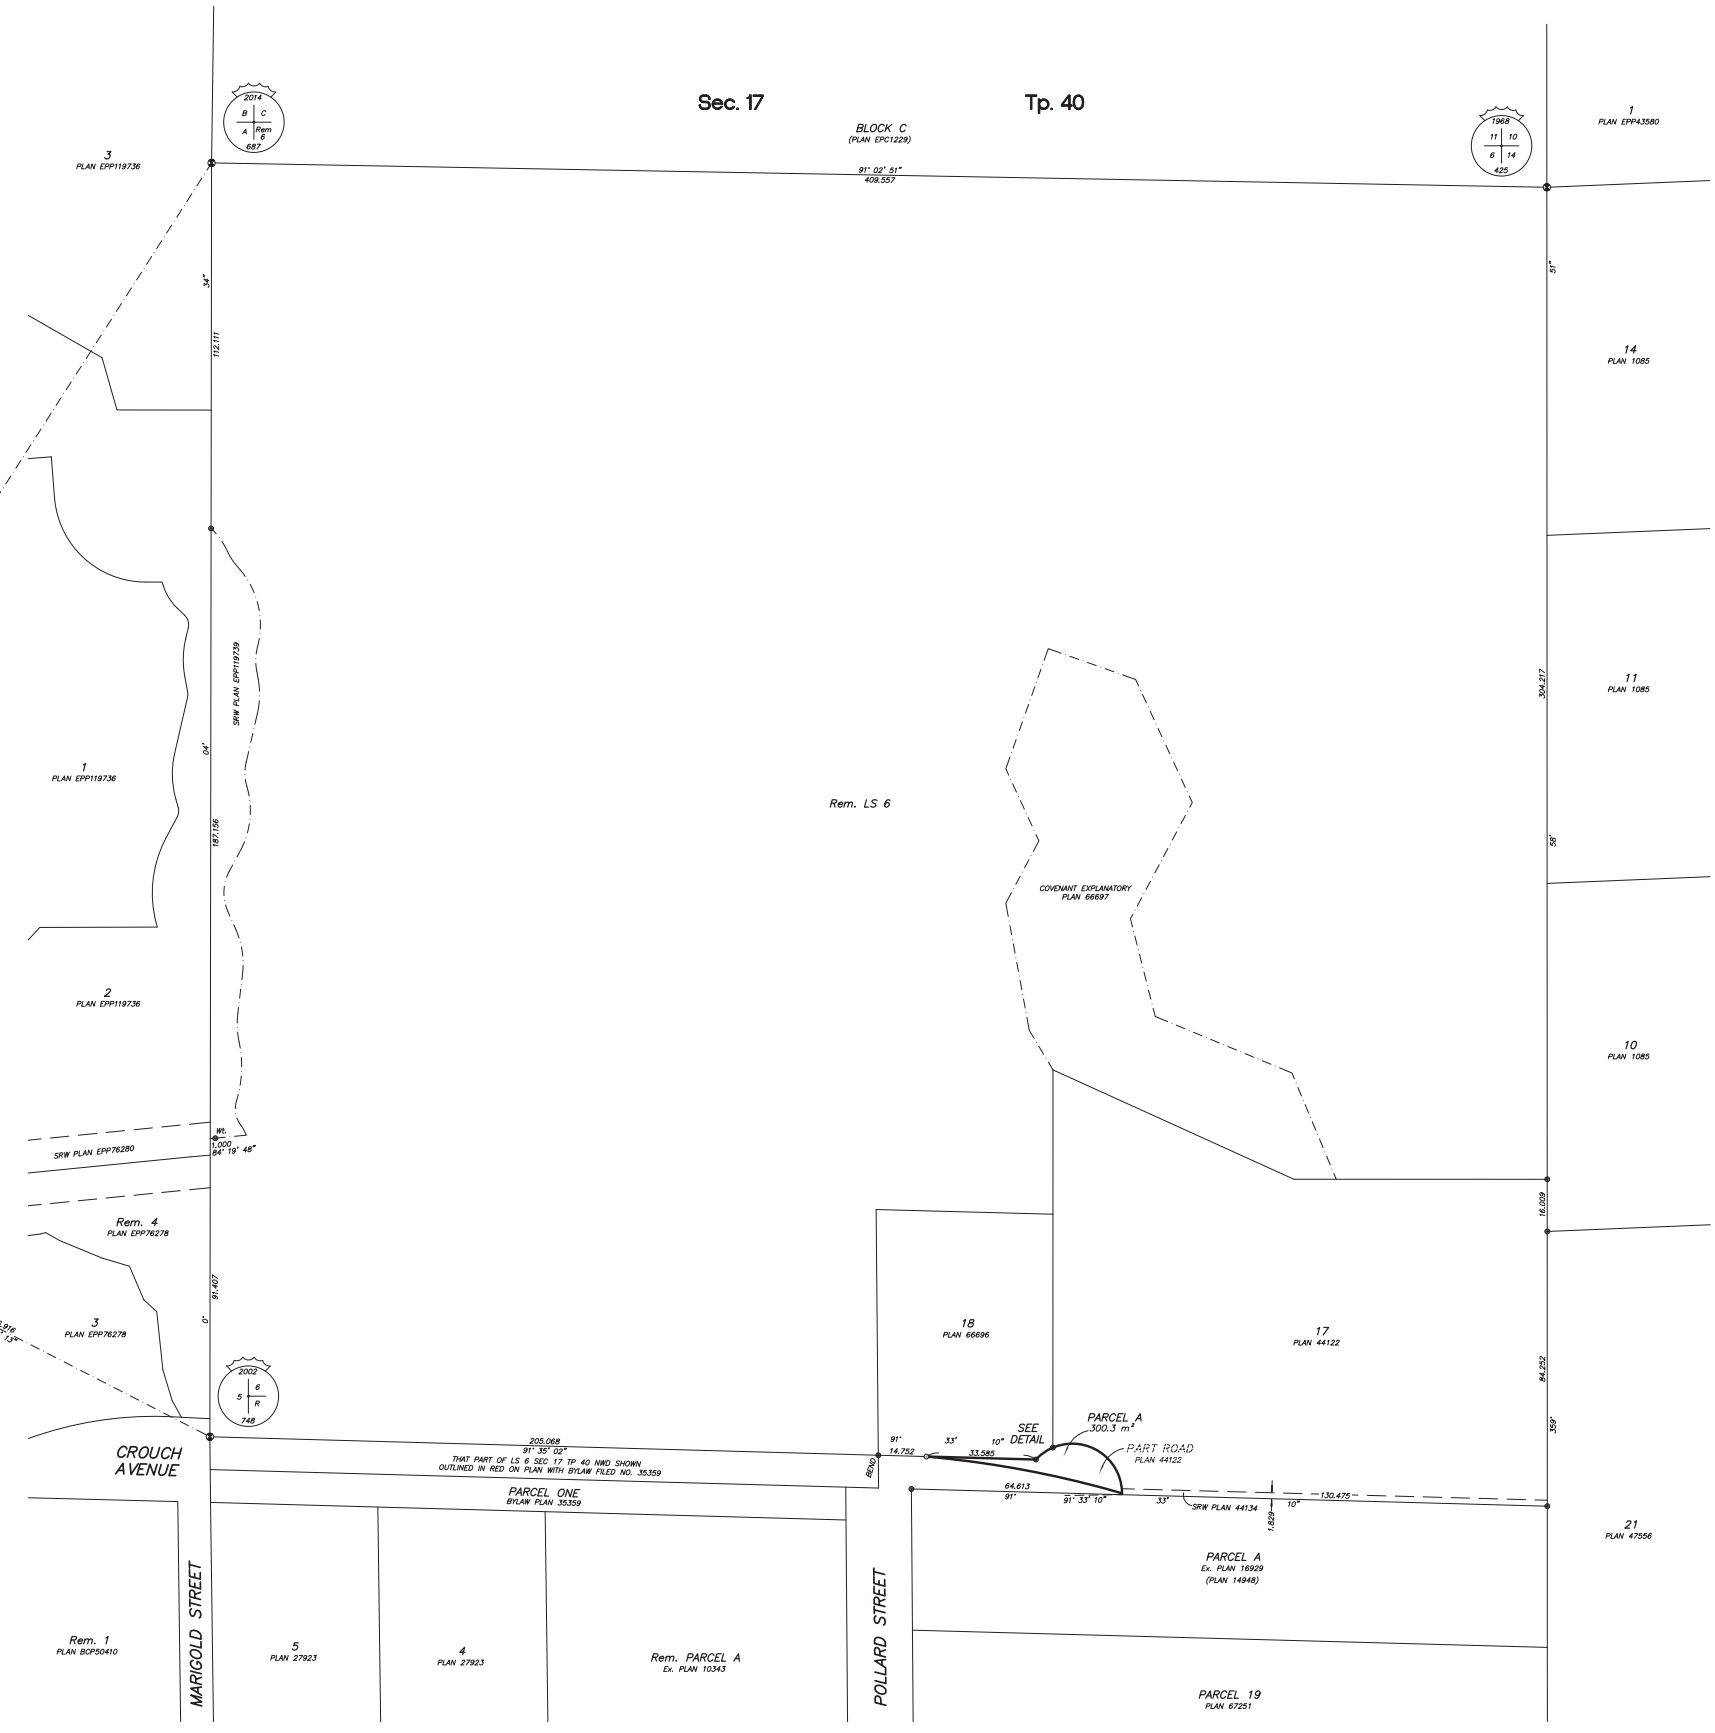 Sec. 17
Tp. 40
2014
B C
A Rem
6
687
BLOCK C
(PLAN EPC1229)
1968
11 10
6 14
425
1
PLAN EPP43580
3
PLAN EPP119736
91° 02' 51"
409.557
34"
112.111
51"
14
PLAN 1085
SRW PLAN EPP119739
304.217
11
PLAN 1085
04'
1
PLAN EPP119736
187.156
Rem. LS 6
58'
COVENANT EXPLANATORY
PLAN 66697
2
PLAN EPP119736
10
PLAN 1085
Wt.
1.000
84° 19' 48"
SRW PLAN EPP76280
16.009
Rem. 4
PLAN EPP76278
91.407
0°
3
PLAN EPP76278
13"
18
PLAN 66696
17
PLAN 44122
84.252
359°
2002
5 6
R
748
CROUCH
AVENUE
205.068
91° 35' 02"
THAT PART OF LS 6 SEC 17 TP 40 NWD SHOWN
OUTLINED IN RED ON PLAN WITH BYLAW FILED NO. 35359
PARCEL ONE
BYLAW PLAN 35359
BEND
91°
14.752
33'
10"
33.585
SEE
DETAIL
PARCEL A
300.3 m²
PART ROAD
PLAN 44122
64.613
91°
91° 33' 10"
33'
SRW PLAN 44134
1.829
10"
130.475
21
PLAN 47556
PARCEL A
Ex. PLAN 16929
(PLAN 14948)
MARIGOLD STREET
POLLARD STREET
Rem. 1
PLAN BCP50410
5
PLAN 27923
4
PLAN 27923
Rem. PARCEL A
Ex. PLAN 10343
PARCEL 19
PLAN 67251